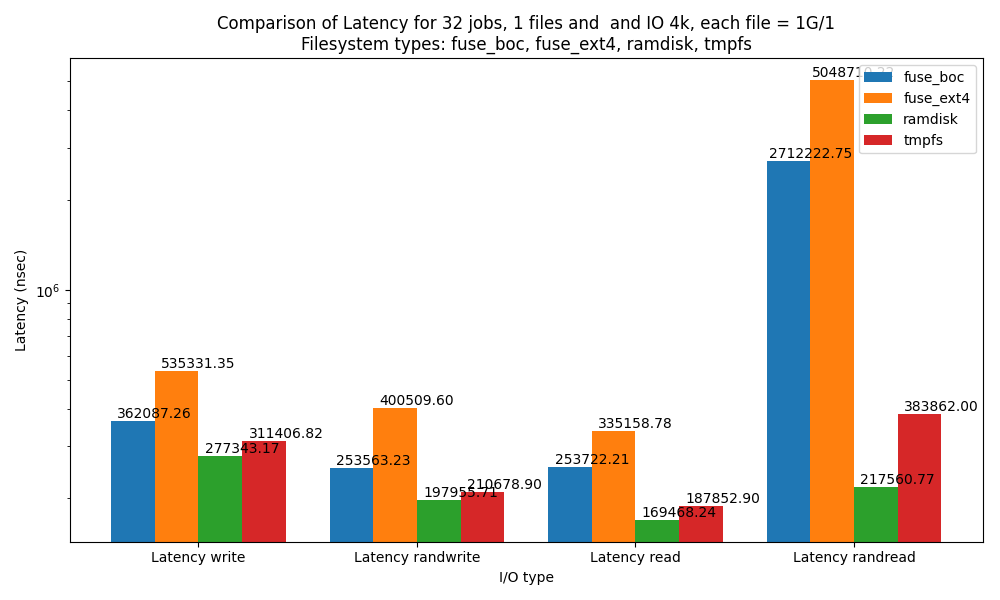 Comparison of Latency for 32 jobs, 1 files and  and IO 4k, each file = 1G/1
Filesystem types: fuse_boc, fuse_ext4, ramdisk, tmpfs
fuse_boc
fuse_ext4
ramdisk
tmpfs
2712222.75
383862.00
217560.77
535331.35
362087.26
311406.82
277343.17
400509.60
253563.23
210678.90
197955.71
335158.78
253722.21
187852.90
169468.24
10⁶
Latency (nsec)
Latency write
Latency randwrite
Latency read
Latency randread
I/O type